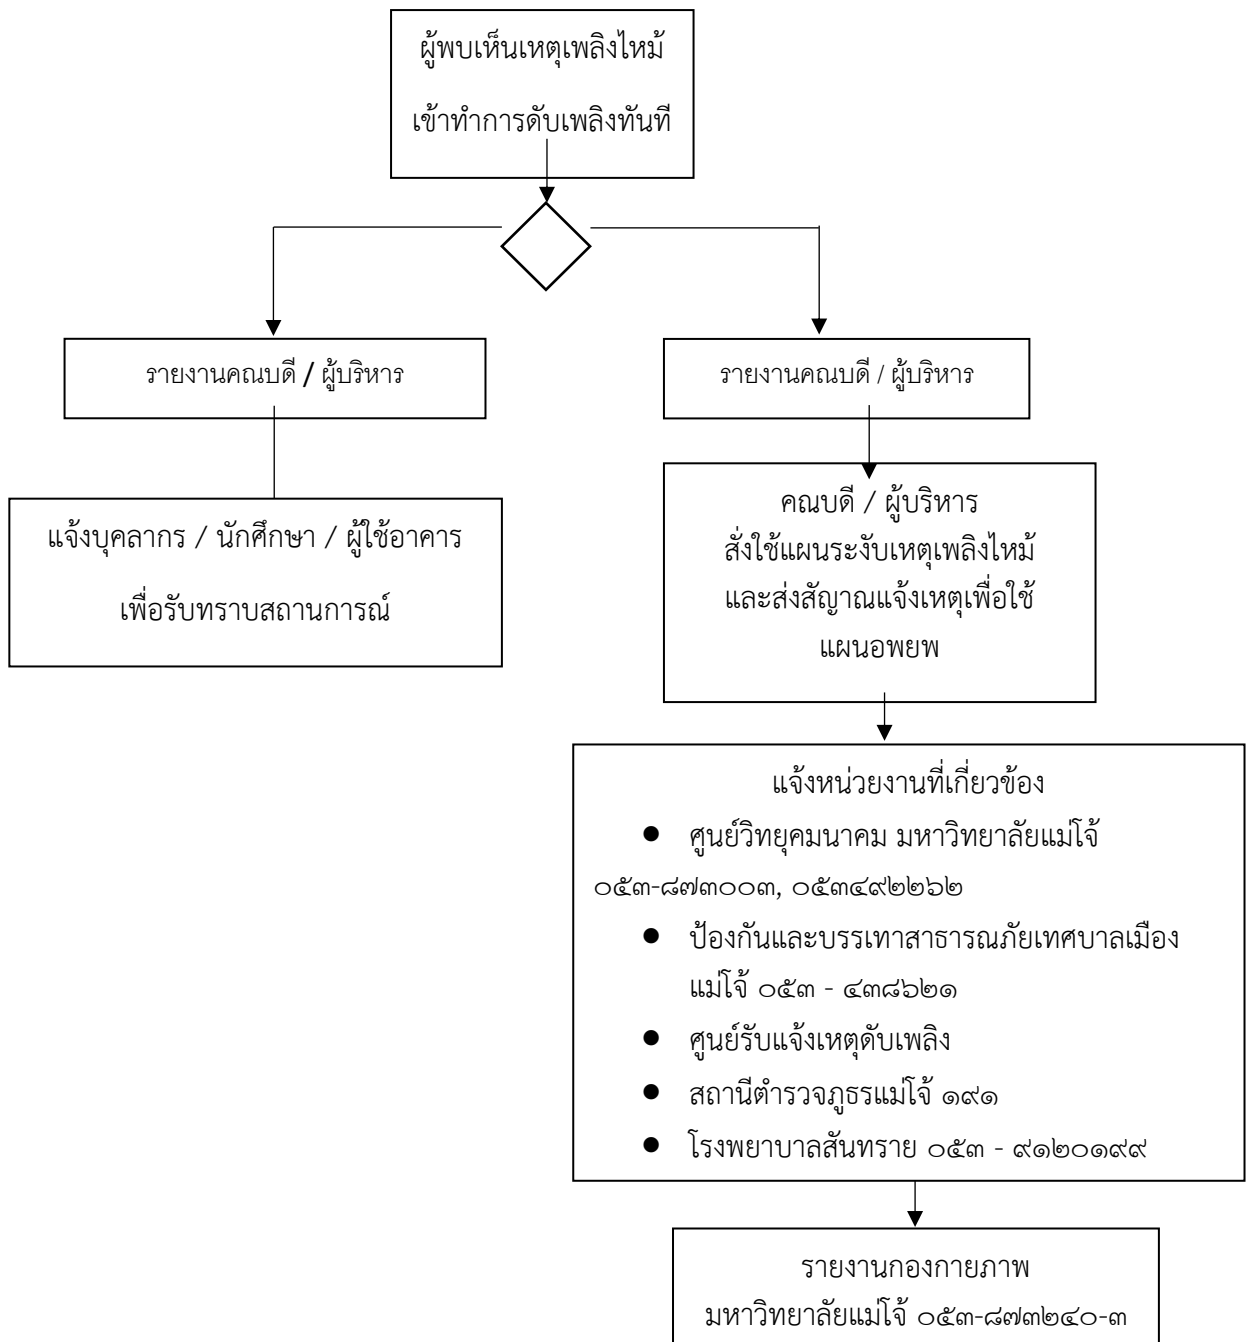 ผู้พบเห็นเหตุเพลิงไหม้
เข้าทำการดับเพลิงทันที
รายงานคณบดี / ผู้บริหาร
แจ้งบุคลากร / นักศึกษา / ผู้ใช้อาคาร
เพื่อรับทราบสถานการณ์
รายงานคณบดี / ผู้บริหาร
คณบดี / ผู้บริหาร
สั่งใช้แผนระงับเหตุเพลิงไหม้
และส่งสัญาณแจ้งเหตุเพื่อใช้
แผนอพยพ
แจ้งหน่วยงานที่เกี่ยวข้อง
● ศูนย์วิทยุคมนาคม มหาวิทยาลัยแม่โจ้
๐๕๓-๘๗๓๐๐๓, ๐๕๓๔๙๒๒๖๒
● ป้องกันและบรรเทาสาธารณภัยเทศบาลเมือง
แม่โจ้ ๐๕๓ - ๔๓๘๖๒๑
● ศูนย์รับแจ้งเหตุดับเพลิง
● สถานีตำรวจภูธรแม่โจ้ ๑๙๑
● โรงพยาบาลสันทราย ๐๕๓ - ๙๑๒๐๑๙๙
รายงานกองกายภาพ
มหาวิทยาลัยแม่โจ้ ๐๕๓-๘๗๓๒๔๐-๓